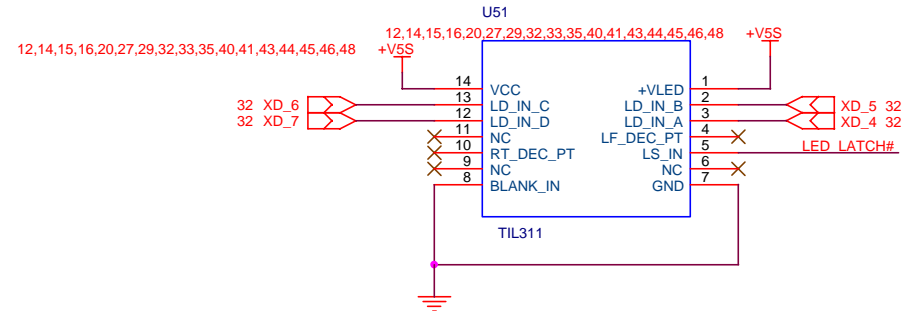 U51
12,14,15,16,20,27,29,32,33,35,40,41,43,44,45,46,48 +V5S
12,14,15,16,20,27,29,32,33,35,40,41,43,44,45,46,48 +V5S
14 VCC +VLED 1
32 XD_6 13 LD_IN_C LD_IN_B 2 XD_5 32
32 XD_7 12 LD_IN_D LD_IN_A 3 XD_4 32
11 NC LF_DEC_PT 4
10 RT_DEC_PT LS_IN 5 LED_LATCH#
9 NC NC 6
8 BLANK_IN GND 7
TIL311